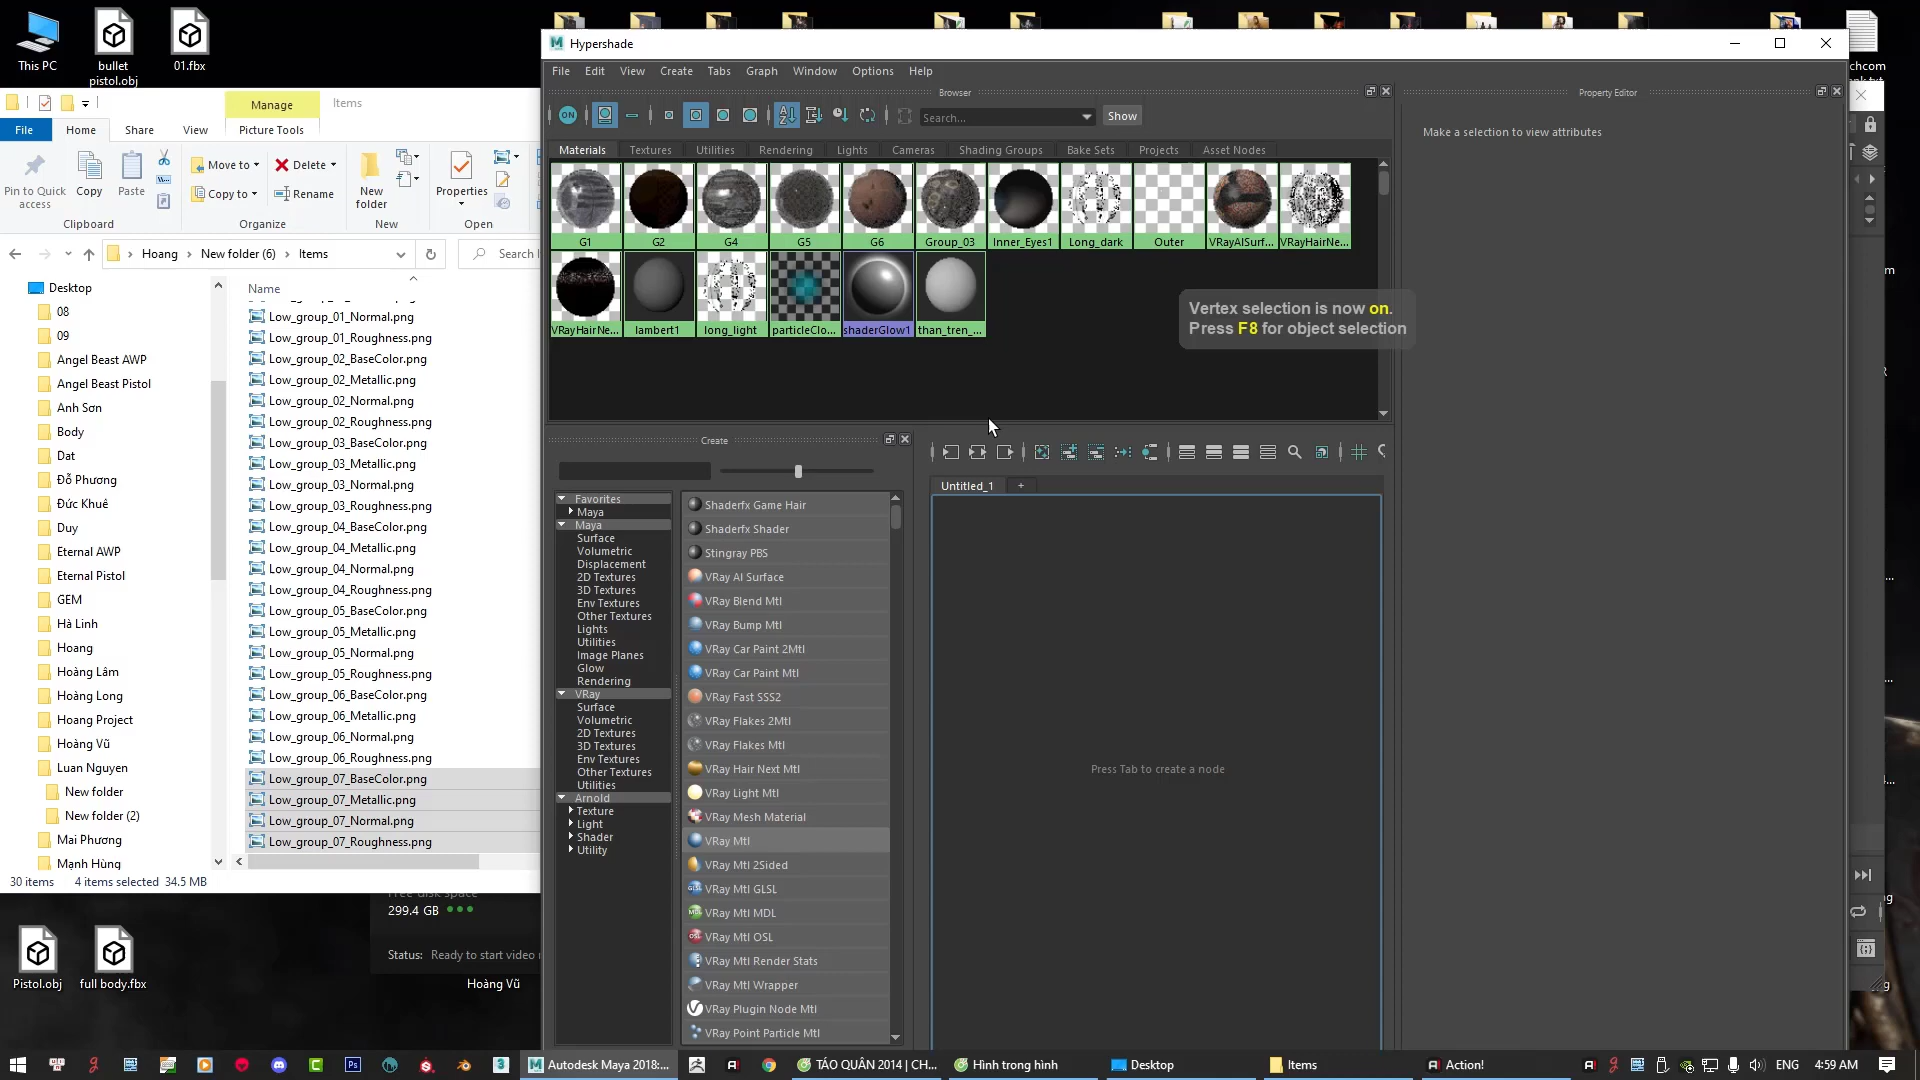 This PC
bullet
pistol.obj
01.fbx
Manage
Items
File
Home
Share
View
Picture Tools
Pin to Quick
access
Copy
Paste
Move to
Copy to
Delete
Rename
New
folder
Properties
Clipboard
Organize
New
Open
Hoang
New folder (6)
Items
Search
Desktop
08
09
Angel Beast AWP
Angel Beast Pistol
Anh Sơn
Body
Dat
Đỗ Phương
Đức Khuê
Duy
Eternal AWP
Eternal Pistol
GEM
Hà Linh
Hoang
Hoàng Lâm
Hoàng Long
Hoang Project
Hoàng Vũ
Luan Nguyen
New folder
New folder (2)
Mai Phương
Mạnh Hùng
Name
Low_group_01_Normal.png
Low_group_01_Roughness.png
Low_group_02_BaseColor.png
Low_group_02_Metallic.png
Low_group_02_Normal.png
Low_group_02_Roughness.png
Low_group_03_BaseColor.png
Low_group_03_Metallic.png
Low_group_03_Normal.png
Low_group_03_Roughness.png
Low_group_04_BaseColor.png
Low_group_04_Metallic.png
Low_group_04_Normal.png
Low_group_04_Roughness.png
Low_group_05_BaseColor.png
Low_group_05_Metallic.png
Low_group_05_Normal.png
Low_group_05_Roughness.png
Low_group_06_BaseColor.png
Low_group_06_Metallic.png
Low_group_06_Normal.png
Low_group_06_Roughness.png
Low_group_07_BaseColor.png
Low_group_07_Metallic.png
Low_group_07_Normal.png
Low_group_07_Roughness.png
30 items
4 items selected
34.5 MB
Free disk space
299.4 GB
Status: Ready to start video
Hoàng Vũ
Pistol.obj
full body.fbx
Hypershade
File
Edit
View
Create
Tabs
Graph
Window
Options
Help
Browser
ON
Search...
Show
Materials
Textures
Utilities
Rendering
Lights
Cameras
Shading Groups
Bake Sets
Projects
Asset Nodes
G1
G2
G4
G5
G6
Group_03
Inner_Eyes1
Long_dark
Outer
VRayAlSurf...
VRayHairNe...
VRayHairNe...
lambert1
long_light
particleClo...
shaderGlow1
than_tren_...
Vertex selection is now on.
Press F8 for object selection
Create
Favorites
Maya
Maya
Surface
Volumetric
Displacement
2D Textures
3D Textures
Env Textures
Other Textures
Lights
Utilities
Image Planes
Glow
Rendering
VRay
Surface
Volumetric
2D Textures
3D Textures
Env Textures
Other Textures
Utilities
Arnold
Texture
Light
Shader
Utility
Shaderfx Game Hair
Shaderfx Shader
Stingray PBS
VRay Al Surface
VRay Blend Mtl
VRay Bump Mtl
VRay Car Paint 2Mtl
VRay Car Paint Mtl
VRay Fast SSS2
VRay Flakes 2Mtl
VRay Flakes Mtl
VRay Hair Next Mtl
VRay Light Mtl
VRay Mesh Material
VRay Mtl
VRay Mtl 2Sided
VRay Mtl GLSL
VRay Mtl MDL
VRay Mtl OSL
VRay Mtl Render Stats
VRay Mtl Wrapper
VRay Plugin Node Mtl
VRay Point Particle Mtl
Untitled_1
+
Press Tab to create a node
Property Editor
Make a selection to view attributes
Autodesk Maya 2018:...
TÁO QUÂN 2014 | CH...
Hình trong hình
Desktop
Items
Action!
ENG
4:59 AM